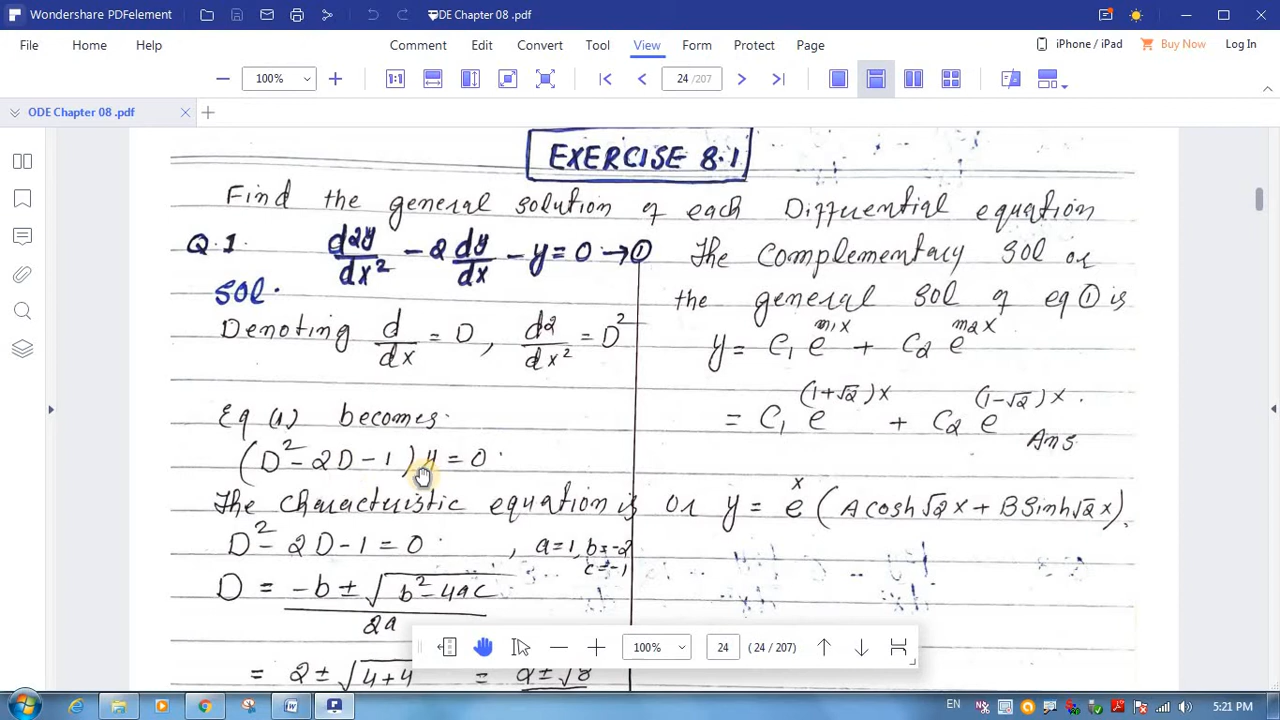 Wondershare PDFelement
ODE Chapter 08 .pdf
File Home Help
Comment Edit Convert Tool View Form Protect Page
iPhone / iPad Buy Now Log In
100%
24 /207
ODE Chapter 08 .pdf
EXERCISE 8.1
Find the general solution of each Diffuential equation
Q.1. d2y/dx² - 2 dy/dx - y = 0 → ①
Sol.
Denoting d/dx = D, d2/dx² = D²
Eq (1) becomes.
(D² - 2D - 1) y = 0.
The Charactuistic equation is
D² - 2D - 1 = 0. , a=1, b=-2
c=-1
D = -b ± √b² - 4ac / 2a
= 2 ± √4+4 = 2 ± √8
The Complementary Sol or
the general Sol of eq ① is
y = C₁ e^m₁x + C2 e^m2x
= C₁ e^(1+√2)x + C2 e^(1-√2)x.
Ans.
or y = e^x (A cosh√2x + B Sinh√2x).
100% 24 (24 / 207)
EN 5:21 PM